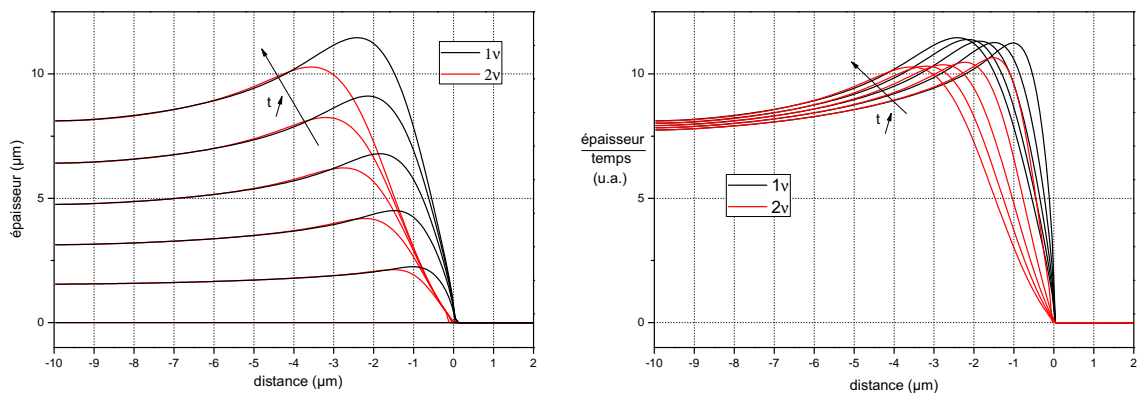 épaisseur (µm)
10
5
0
t
1ν
2ν
-10 -9 -8 -7 -6 -5 -4 -3 -2 -1 0 1 2
distance (µm)
épaisseur
temps
(u.a.)
10
5
0
t
1ν
2ν
-10 -9 -8 -7 -6 -5 -4 -3 -2 -1 0 1 2
distance (µm)